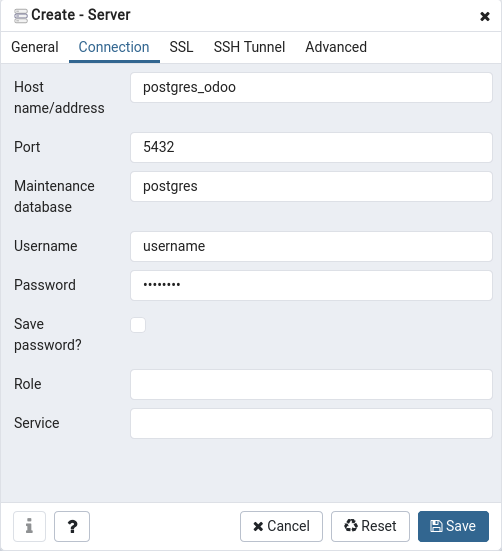 Create - Server
General Connection SSL SSH Tunnel Advanced
Host name/address postgres_odoo
Port 5432
Maintenance database postgres
Username username
Password ••••••••
Save password?
Role
Service
i ? Cancel Reset Save